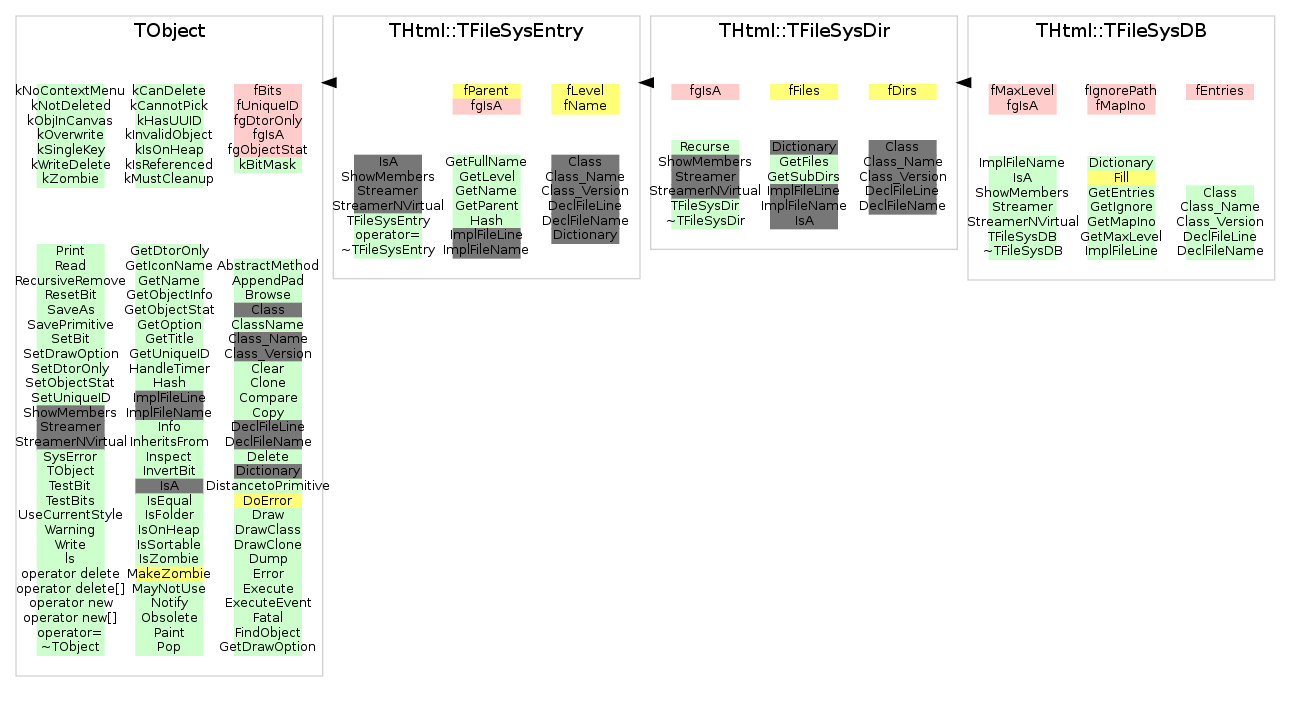 TObject
kNoContextMenu kCanDelete fBits
kNotDeleted kCannotPick fUniqueID
kObjInCanvas kHasUUID fgDtorOnly
kOverwrite kInvalidObject fgIsA
kSingleKey kIsOnHeap fgObjectStat
kWriteDelete kIsReferenced kBitMask
kZombie kMustCleanup
Print GetDtorOnly
Read GetIconName AbstractMethod
RecursiveRemove GetName AppendPad
ResetBit GetObjectInfo Browse
SaveAs GetObjectStat Class
SavePrimitive GetOption ClassName
SetBit GetTitle Class_Name
SetDrawOption GetUniqueID Class_Version
SetDtorOnly HandleTimer Clear
SetObjectStat Hash Clone
SetUniqueID ImplFileLine Compare
ShowMembers ImplFileName Copy
Streamer Info DeclFileLine
StreamerNVirtual InheritsFrom DeclFileName
SysError Inspect Delete
TObject InvertBit Dictionary
TestBit IsA DistancetoPrimitive
TestBits IsEqual DoError
UseCurrentStyle IsFolder Draw
Warning IsOnHeap DrawClass
Write IsSortable DrawClone
ls IsZombie Dump
operator delete MakeZombie Error
operator delete[] MayNotUse Execute
operator new Notify ExecuteEvent
operator new[] Obsolete Fatal
operator= Paint FindObject
~TObject Pop GetDrawOption
THtml::TFileSysEntry
fParent fLevel
fgIsA fName
IsA GetFullName Class
ShowMembers GetLevel Class_Name
Streamer GetName Class_Version
StreamerNVirtual GetParent DeclFileLine
TFileSysEntry Hash DeclFileName
operator= ImplFileLine Dictionary
~TFileSysEntry ImplFileName
THtml::TFileSysDir
fgIsA fFiles fDirs
Recurse Dictionary Class
ShowMembers GetFiles Class_Name
Streamer GetSubDirs Class_Version
StreamerNVirtual ImplFileLine DeclFileLine
TFileSysDir ImplFileName DeclFileName
~TFileSysDir IsA
THtml::TFileSysDB
fMaxLevel fIgnorePath fEntries
fgIsA fMapIno
ImplFileName Dictionary
IsA Fill
ShowMembers GetEntries Class
Streamer GetIgnore Class_Name
StreamerNVirtual GetMapIno Class_Version
TFileSysDB GetMaxLevel DeclFileLine
~TFileSysDB ImplFileLine DeclFileName